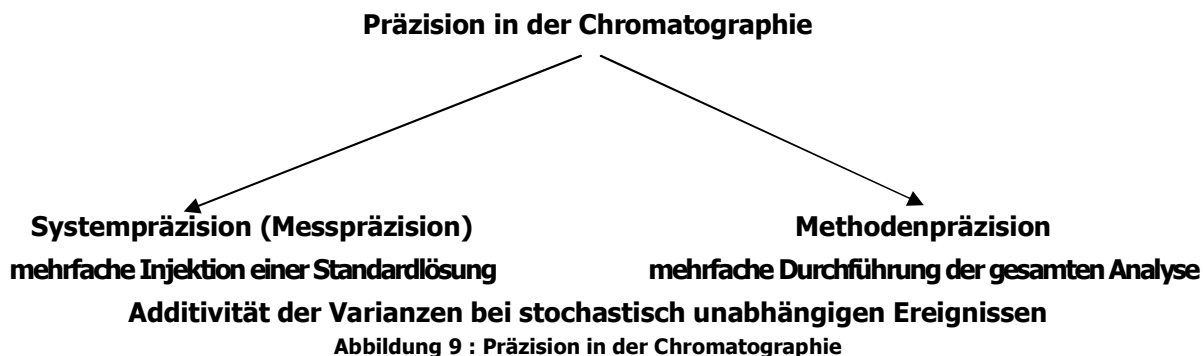 Präzision in der Chromatographie
Systempräzision (Messpräzision)
Methodenpräzision
mehrfache Injektion einer Standardlösung
mehrfache Durchführung der gesamten Analyse
Additivität der Varianzen bei stochastisch unabhängigen Ereignissen
Abbildung 9 : Präzision in der Chromatographie